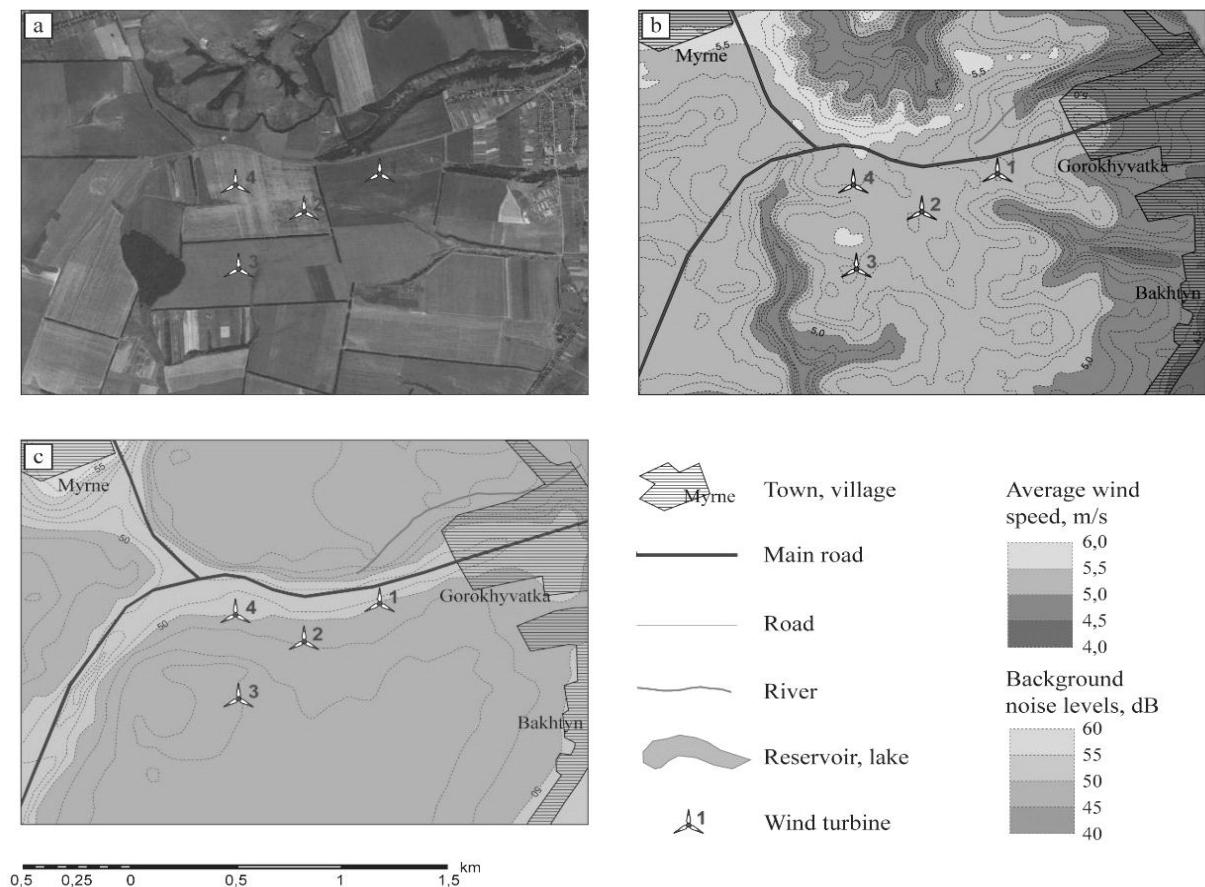 a
4
3
b
5,5
Myrne
5,5
5,0
Gorokhyvatka
1
4
2
3
Bakhtyn
5,0
5,0
c
55
Myrne
50
Gorokhyvatka
1
4
50
2
3
Bakhtyn
50
Myrne
Town, village
Main road
Road
River
Reservoir, lake
1
Wind turbine
Average wind
speed, m/s
6,0
5,5
5,0
4,5
4,0
Background
noise levels, dB
60
55
50
45
40
km
0,5
0,25
0
0,5
1
1,5